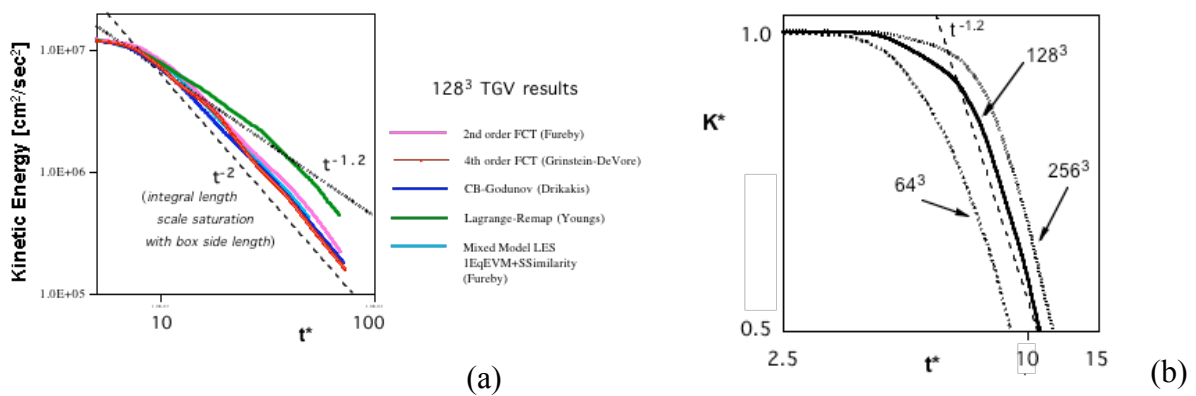 1.0E+07
1.0E+06
1.0E+05
Kinetic Energy [cm²/sec²]
t⁻²
(integral length
scale saturation
with box side length)
t⁻¹·²
10
100
t*
128³ TGV results
2nd order FCT (Fureby)
4th order FCT (Grinstein-DeVore)
CB-Godunov (Drikakis)
Lagrange-Remap (Youngs)
Mixed Model LES
1EqEVM+SSimilarity
(Fureby)
(a)
1.0
K*
0.5
t⁻¹·²
128³
64³
256³
2.5
t*
10
15
(b)